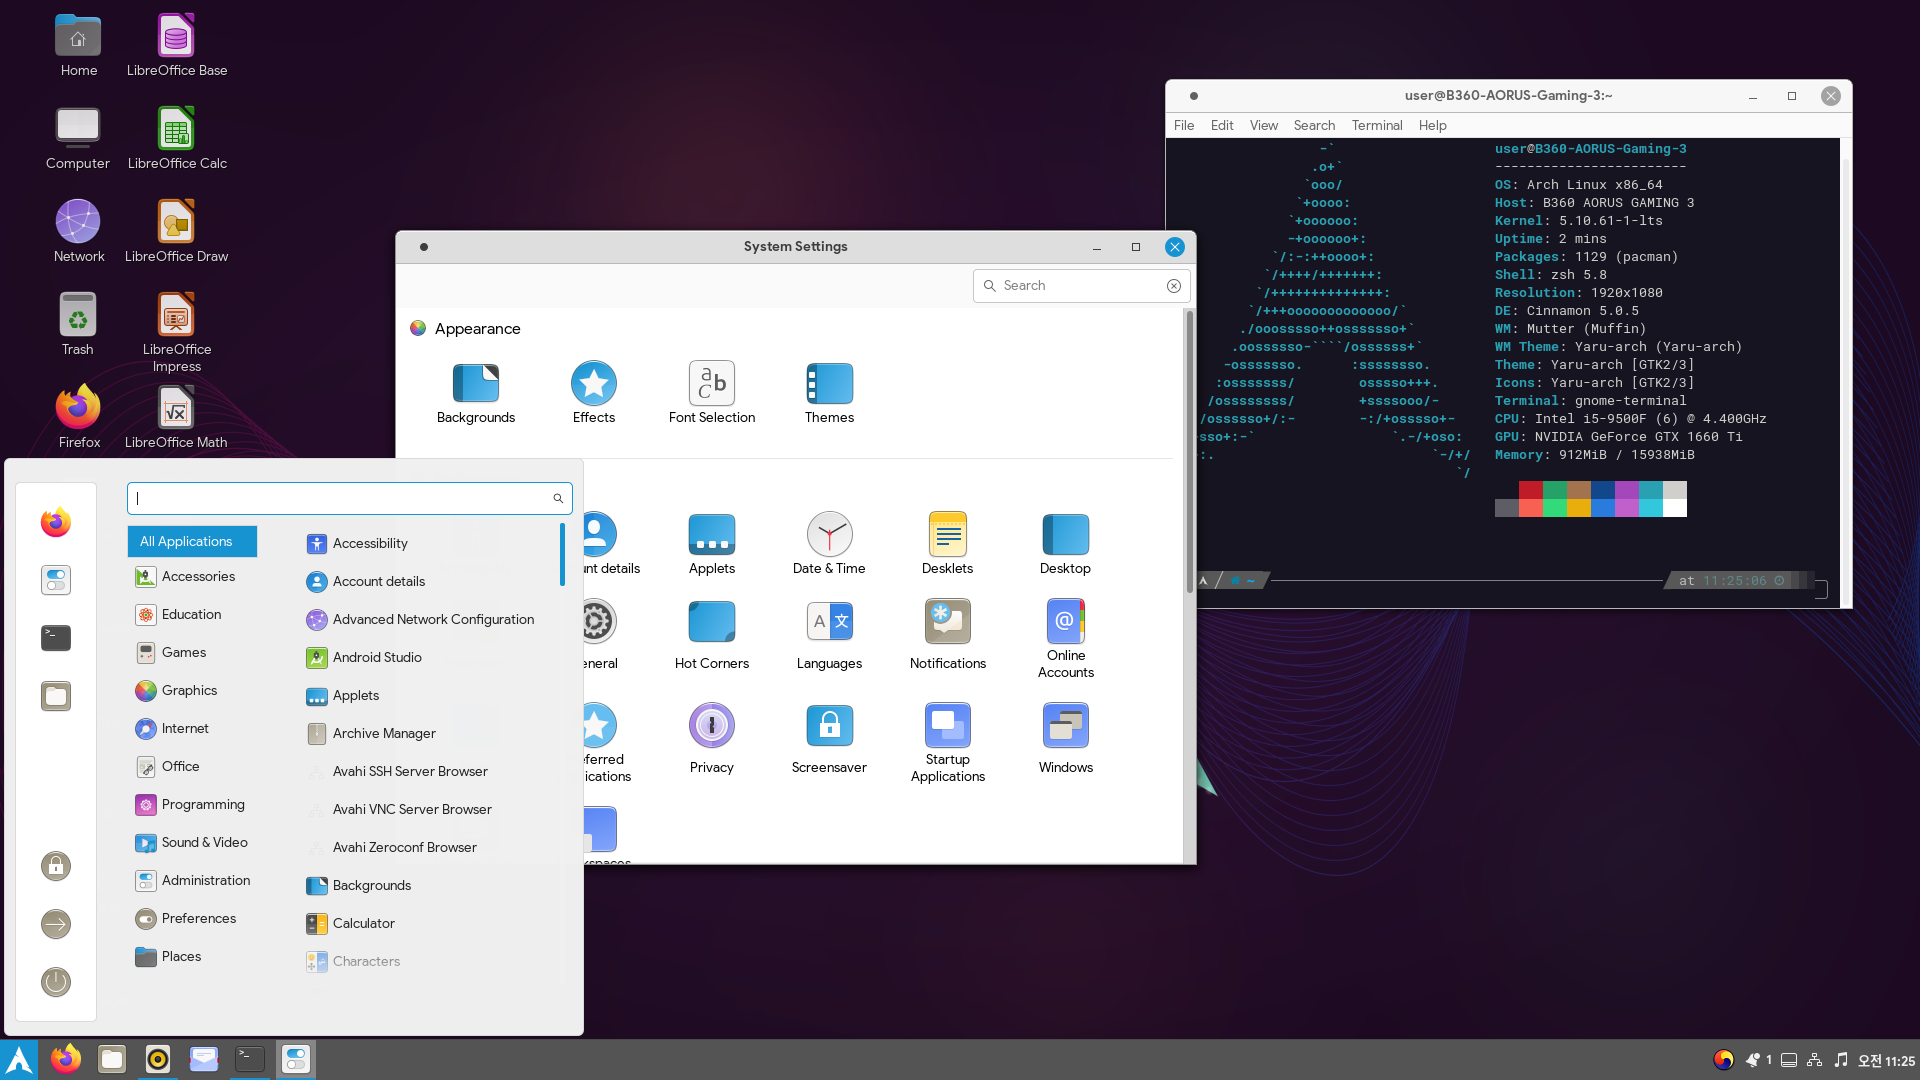 Home
LibreOffice Base
Computer
LibreOffice Calc
Network
LibreOffice Draw
Trash
LibreOffice
Impress
Firefox
LibreOffice Math
user@B360-AORUS-Gaming-3:~
File Edit View Search Terminal Help
user@B360-AORUS-Gaming-3
------------------------
OS: Arch Linux x86_64
Host: B360 AORUS GAMING 3
Kernel: 5.10.61-1-lts
Uptime: 2 mins
Packages: 1129 (pacman)
Shell: zsh 5.8
Resolution: 1920x1080
DE: Cinnamon 5.0.5
WM: Mutter (Muffin)
WM Theme: Yaru-arch (Yaru-arch)
Theme: Yaru-arch [GTK2/3]
Icons: Yaru-arch [GTK2/3]
Terminal: gnome-terminal
CPU: Intel i5-9500F (6) @ 4.400GHz
GPU: NVIDIA GeForce GTX 1660 Ti
Memory: 912MiB / 15938MiB
~
at 11:25:06
System Settings
Search
Appearance
Backgrounds
Effects
Font Selection
Themes
nt details
Applets
Date & Time
Desklets
Desktop
eneral
Hot Corners
Languages
Notifications
Online
Accounts
ferred
ications
Privacy
Screensaver
Startup
Applications
Windows
All Applications
Accessories
Education
Games
Graphics
Internet
Office
Programming
Sound & Video
Administration
Preferences
Places
Accessibility
Account details
Advanced Network Configuration
Android Studio
Applets
Archive Manager
Avahi SSH Server Browser
Avahi VNC Server Browser
Avahi Zeroconf Browser
Backgrounds
Calculator
Characters
1
오전 11:25